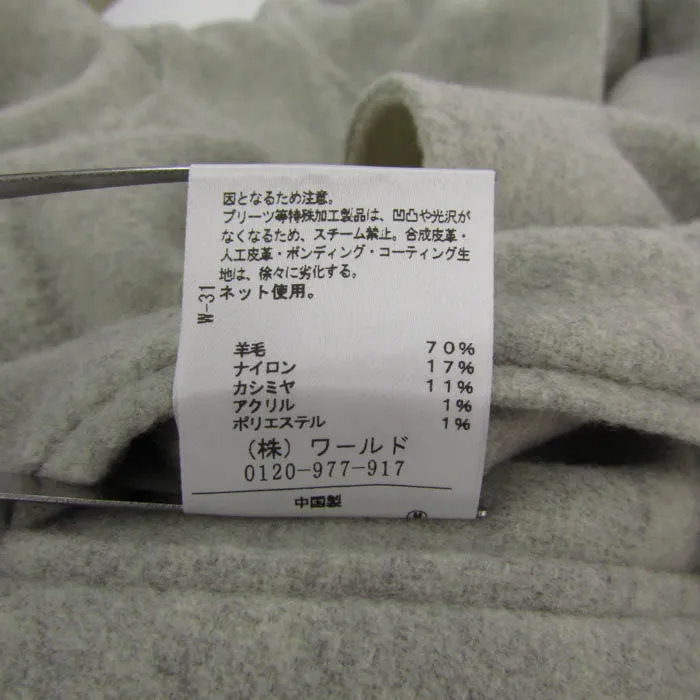 因となるため注意。
プリーツ等特殊加工製品は、凹凸や光沢が
なくなるため、スチーム禁止。合成皮革・
人工皮革・ボンディング・コーティング生
地は、徐々に劣化する。
ネット使用。
W-31
羊毛 70%
ナイロン 17%
カシミヤ 11%
アクリル 1%
ポリエステル 1%
(株) ワールド
0120-977-917
中国製
M